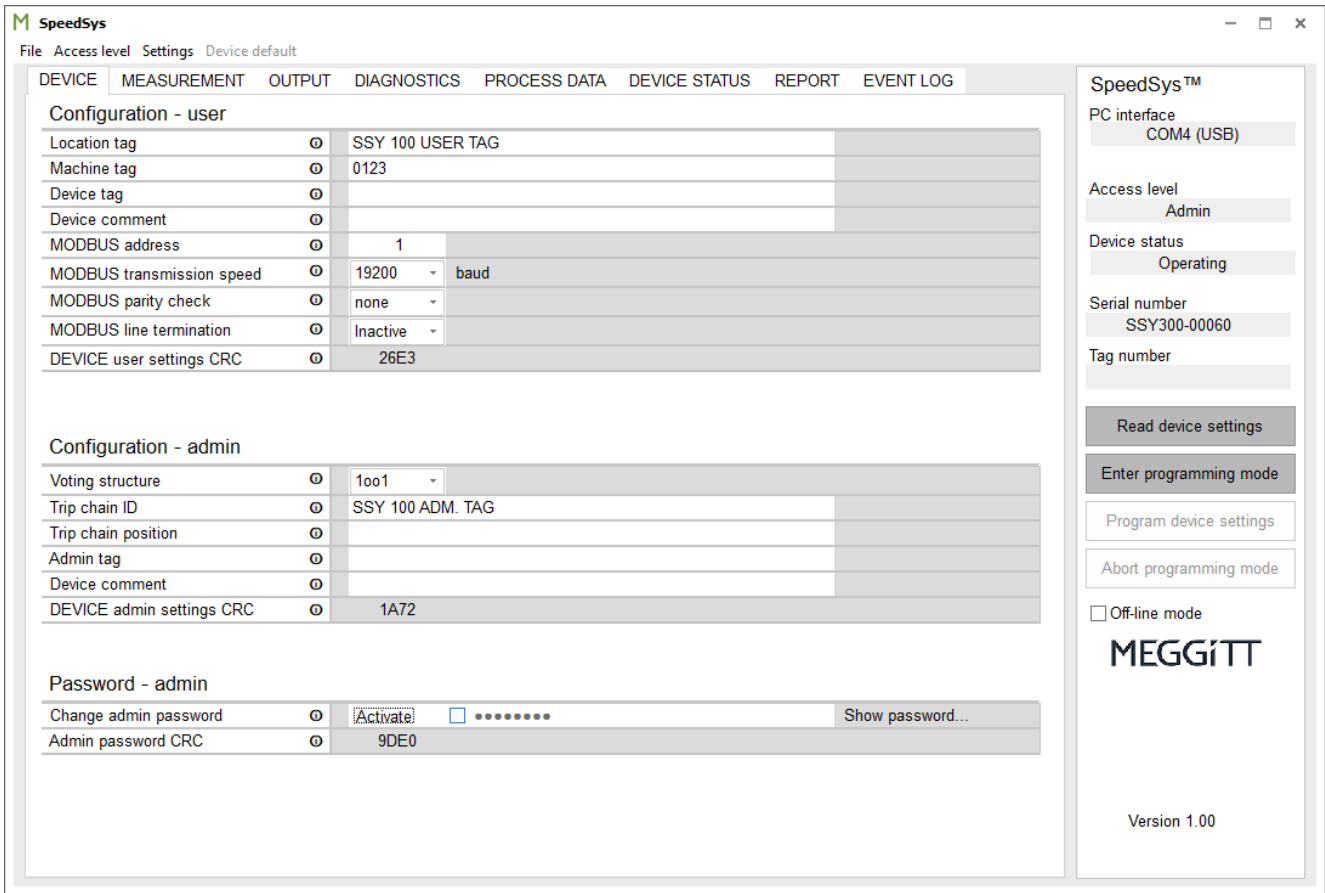 SpeedSys
File Access level Settings Device default
DEVICE MEASUREMENT OUTPUT DIAGNOSTICS PROCESS DATA DEVICE STATUS REPORT EVENT LOG
Configuration - user
Location tag SSY 100 USER TAG
Machine tag 0123
Device tag
Device comment
MODBUS address 1
MODBUS transmission speed 19200 baud
MODBUS parity check none
MODBUS line termination Inactive
DEVICE user settings CRC 26E3
Configuration - admin
Voting structure 1oo1
Trip chain ID SSY 100 ADM. TAG
Trip chain position
Admin tag
Device comment
DEVICE admin settings CRC 1A72
Password - admin
Change admin password Activate •••••••• Show password...
Admin password CRC 9DE0
SpeedSys™
PC interface
COM4 (USB)
Access level
Admin
Device status
Operating
Serial number
SSY300-00060
Tag number
Read device settings
Enter programming mode
Program device settings
Abort programming mode
Off-line mode
MEGGiTT
Version 1.00